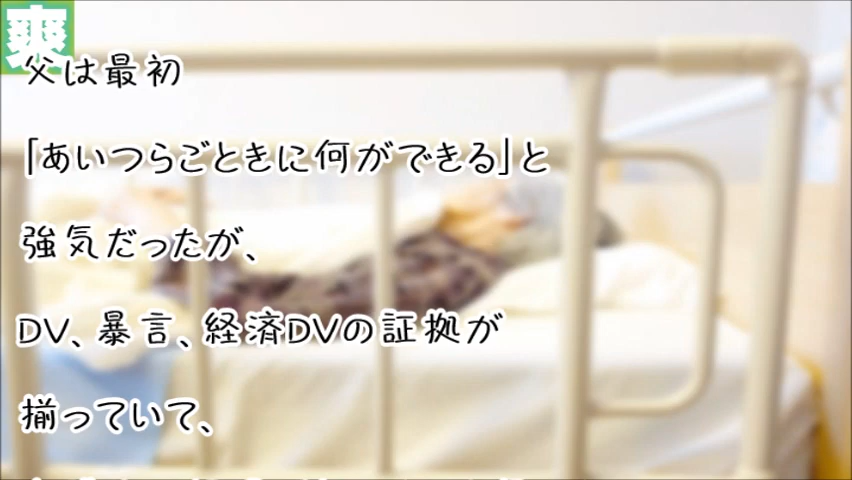 爽
父は最初
「あいつらごときに何ができる」と
強気だったが、
DV、暴言、経済DVの証拠が
揃っていて、